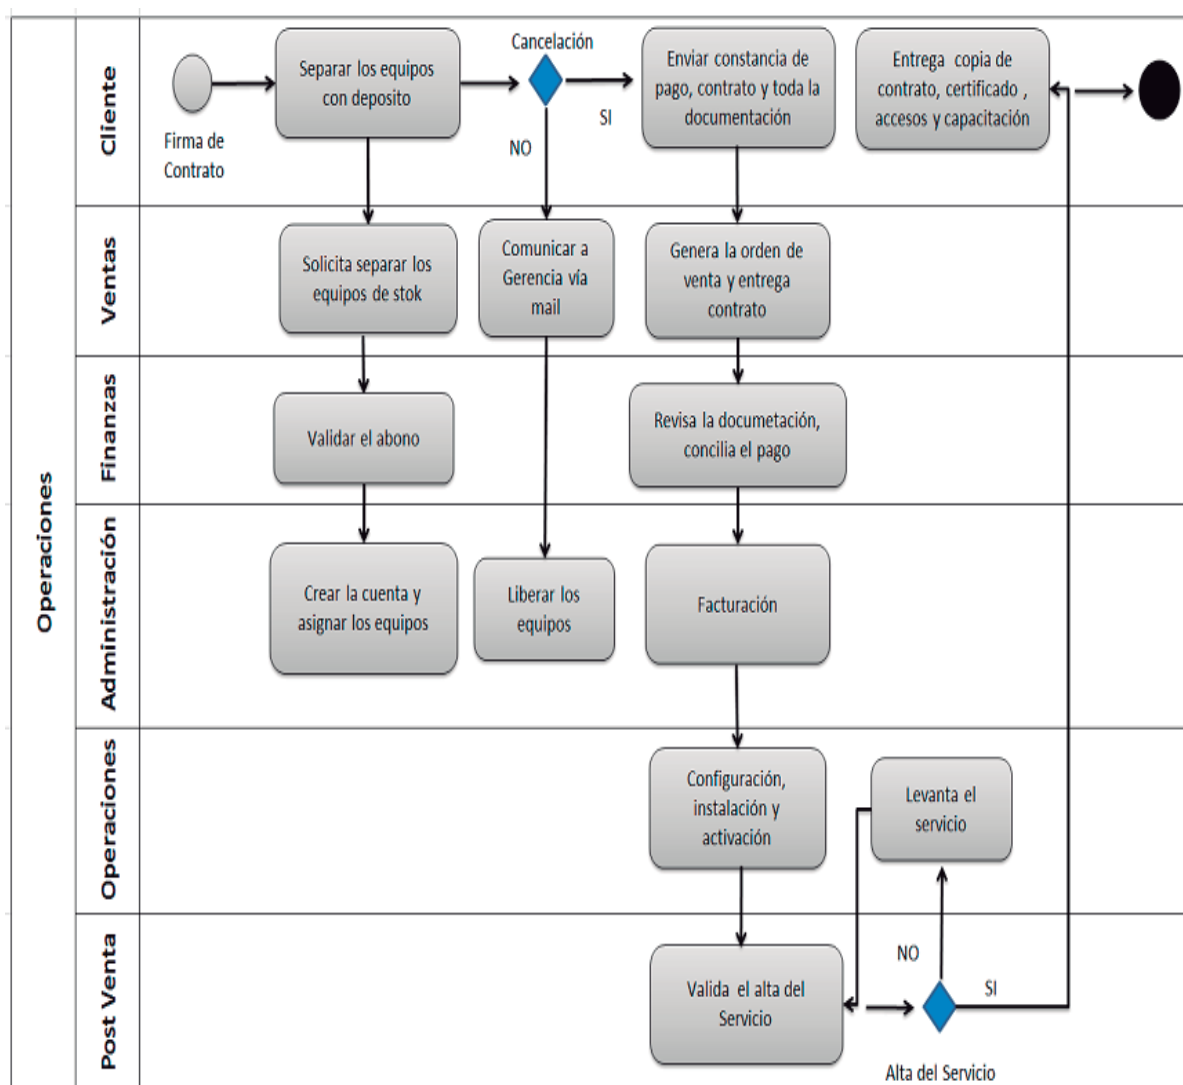 Operaciones
Cliente
Firma de
Contrato
Separar los equipos
con deposito
Cancelación
SI
NO
Enviar constancia de
pago, contrato y toda la
documentación
Entrega copia de
contrato, certificado ,
accesos y capacitación
Ventas
Solicita separar los
equipos de stok
Comunicar a
Gerencia vía
mail
Genera la orden de
venta y entrega
contrato
Finanzas
Validar el abono
Revisa la documetación,
concilia el pago
Administración
Crear la cuenta y
asignar los equipos
Liberar los
equipos
Facturación
Operaciones
Configuración,
instalación y
activación
Levanta el
servicio
Post Venta
Valida el alta del
Servicio
NO
SI
Alta del Servicio